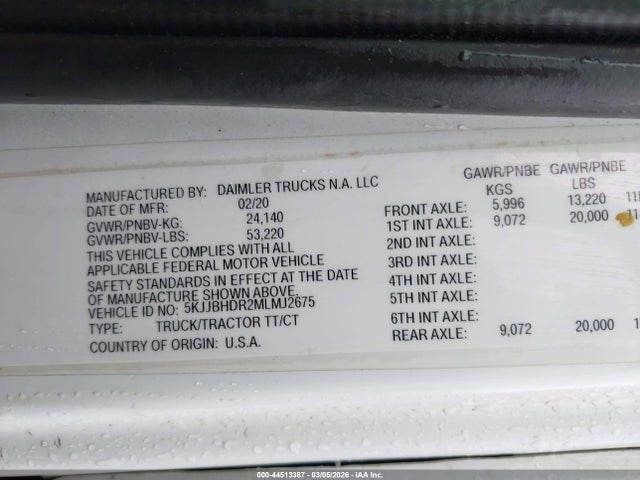 MANUFACTURED BY: DAIMLER TRUCKS N.A. LLC
DATE OF MFR: 02/20
GVWR/PNBV-KG: 24,140
GVWR/PNBV-LBS: 53,220
THIS VEHICLE COMPLIES WITH ALL
APPLICABLE FEDERAL MOTOR VEHICLE
SAFETY STANDARDS IN EFFECT AT THE DATE
OF MANUFACTURE SHOWN ABOVE.
VEHICLE ID NO.: 5KJJBHDR2MLMJ2675
TYPE: TRUCK/TRACTOR TT/CT
COUNTRY OF ORIGIN: U.S.A.
GAWR/PNBE GAWR/PNBE
KGS LBS
FRONT AXLE: 5,996 13,220
1ST INT AXLE: 9,072 20,000
2ND INT AXLE:
3RD INT AXLE:
4TH INT AXLE:
5TH INT AXLE:
6TH INT AXLE:
REAR AXLE: 9,072 20,000
000-44513387 - 03/05/2026 - IAA Inc.